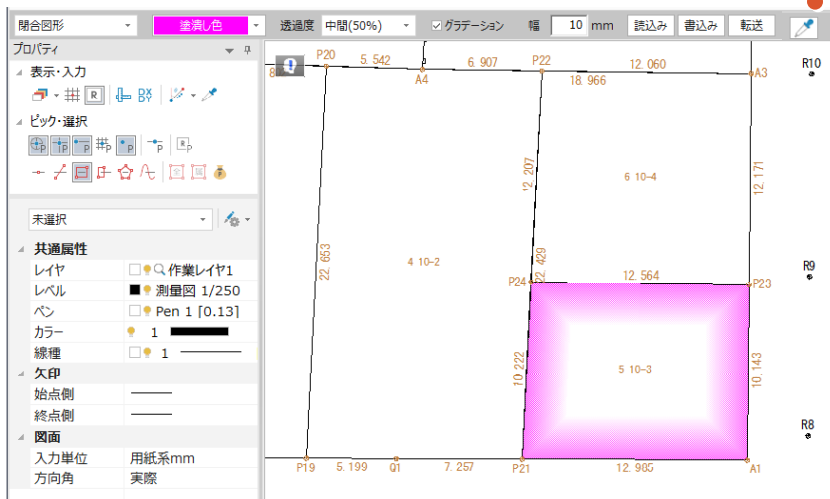 閉合図形 塗潰し色 透過度 中間(50%) グラデーション 幅 10 mm 読込み 書込み 転送
プロパティ
表示・入力
R DX DY
ピック・選択
P P P P P P R P
未選択
共通属性
レイヤ 作業レイヤ1
レベル 測量図 1/250
ペン Pen 1 [0.13]
カラー 1
線種 1
矢印
始点側
終点側
図面
入力単位 用紙系mm
方向角 実際
8
P20
5.542
A4
6.907
P22
12.060
18.966
A3
R10
12.207
6 10-4
12.171
22.653
4 10-2
22.429
P24
12.564
P23
R9
10.222
5 10-3
10.143
R8
P19
5.199
Q1
7.257
P21
12.985
A1